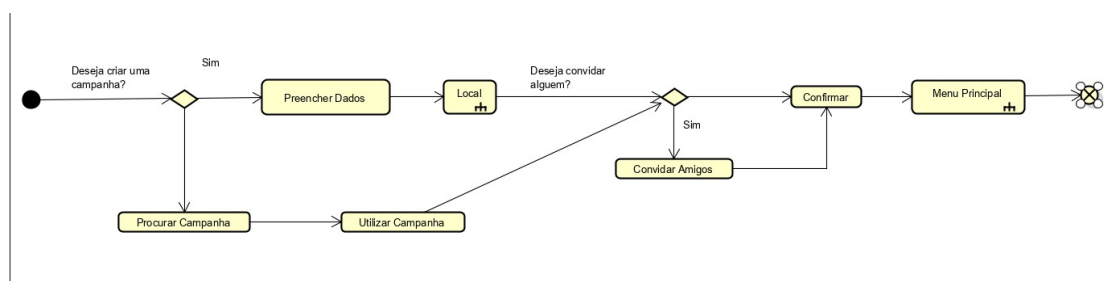 Deseja criar uma
campanha?
Sim
Preencher Dados
Local
Deseja convidar
alguem?
Confirmar
Menu Principal
Sim
Convidar Amigos
Procurar Campanha
Utilizar Campanha